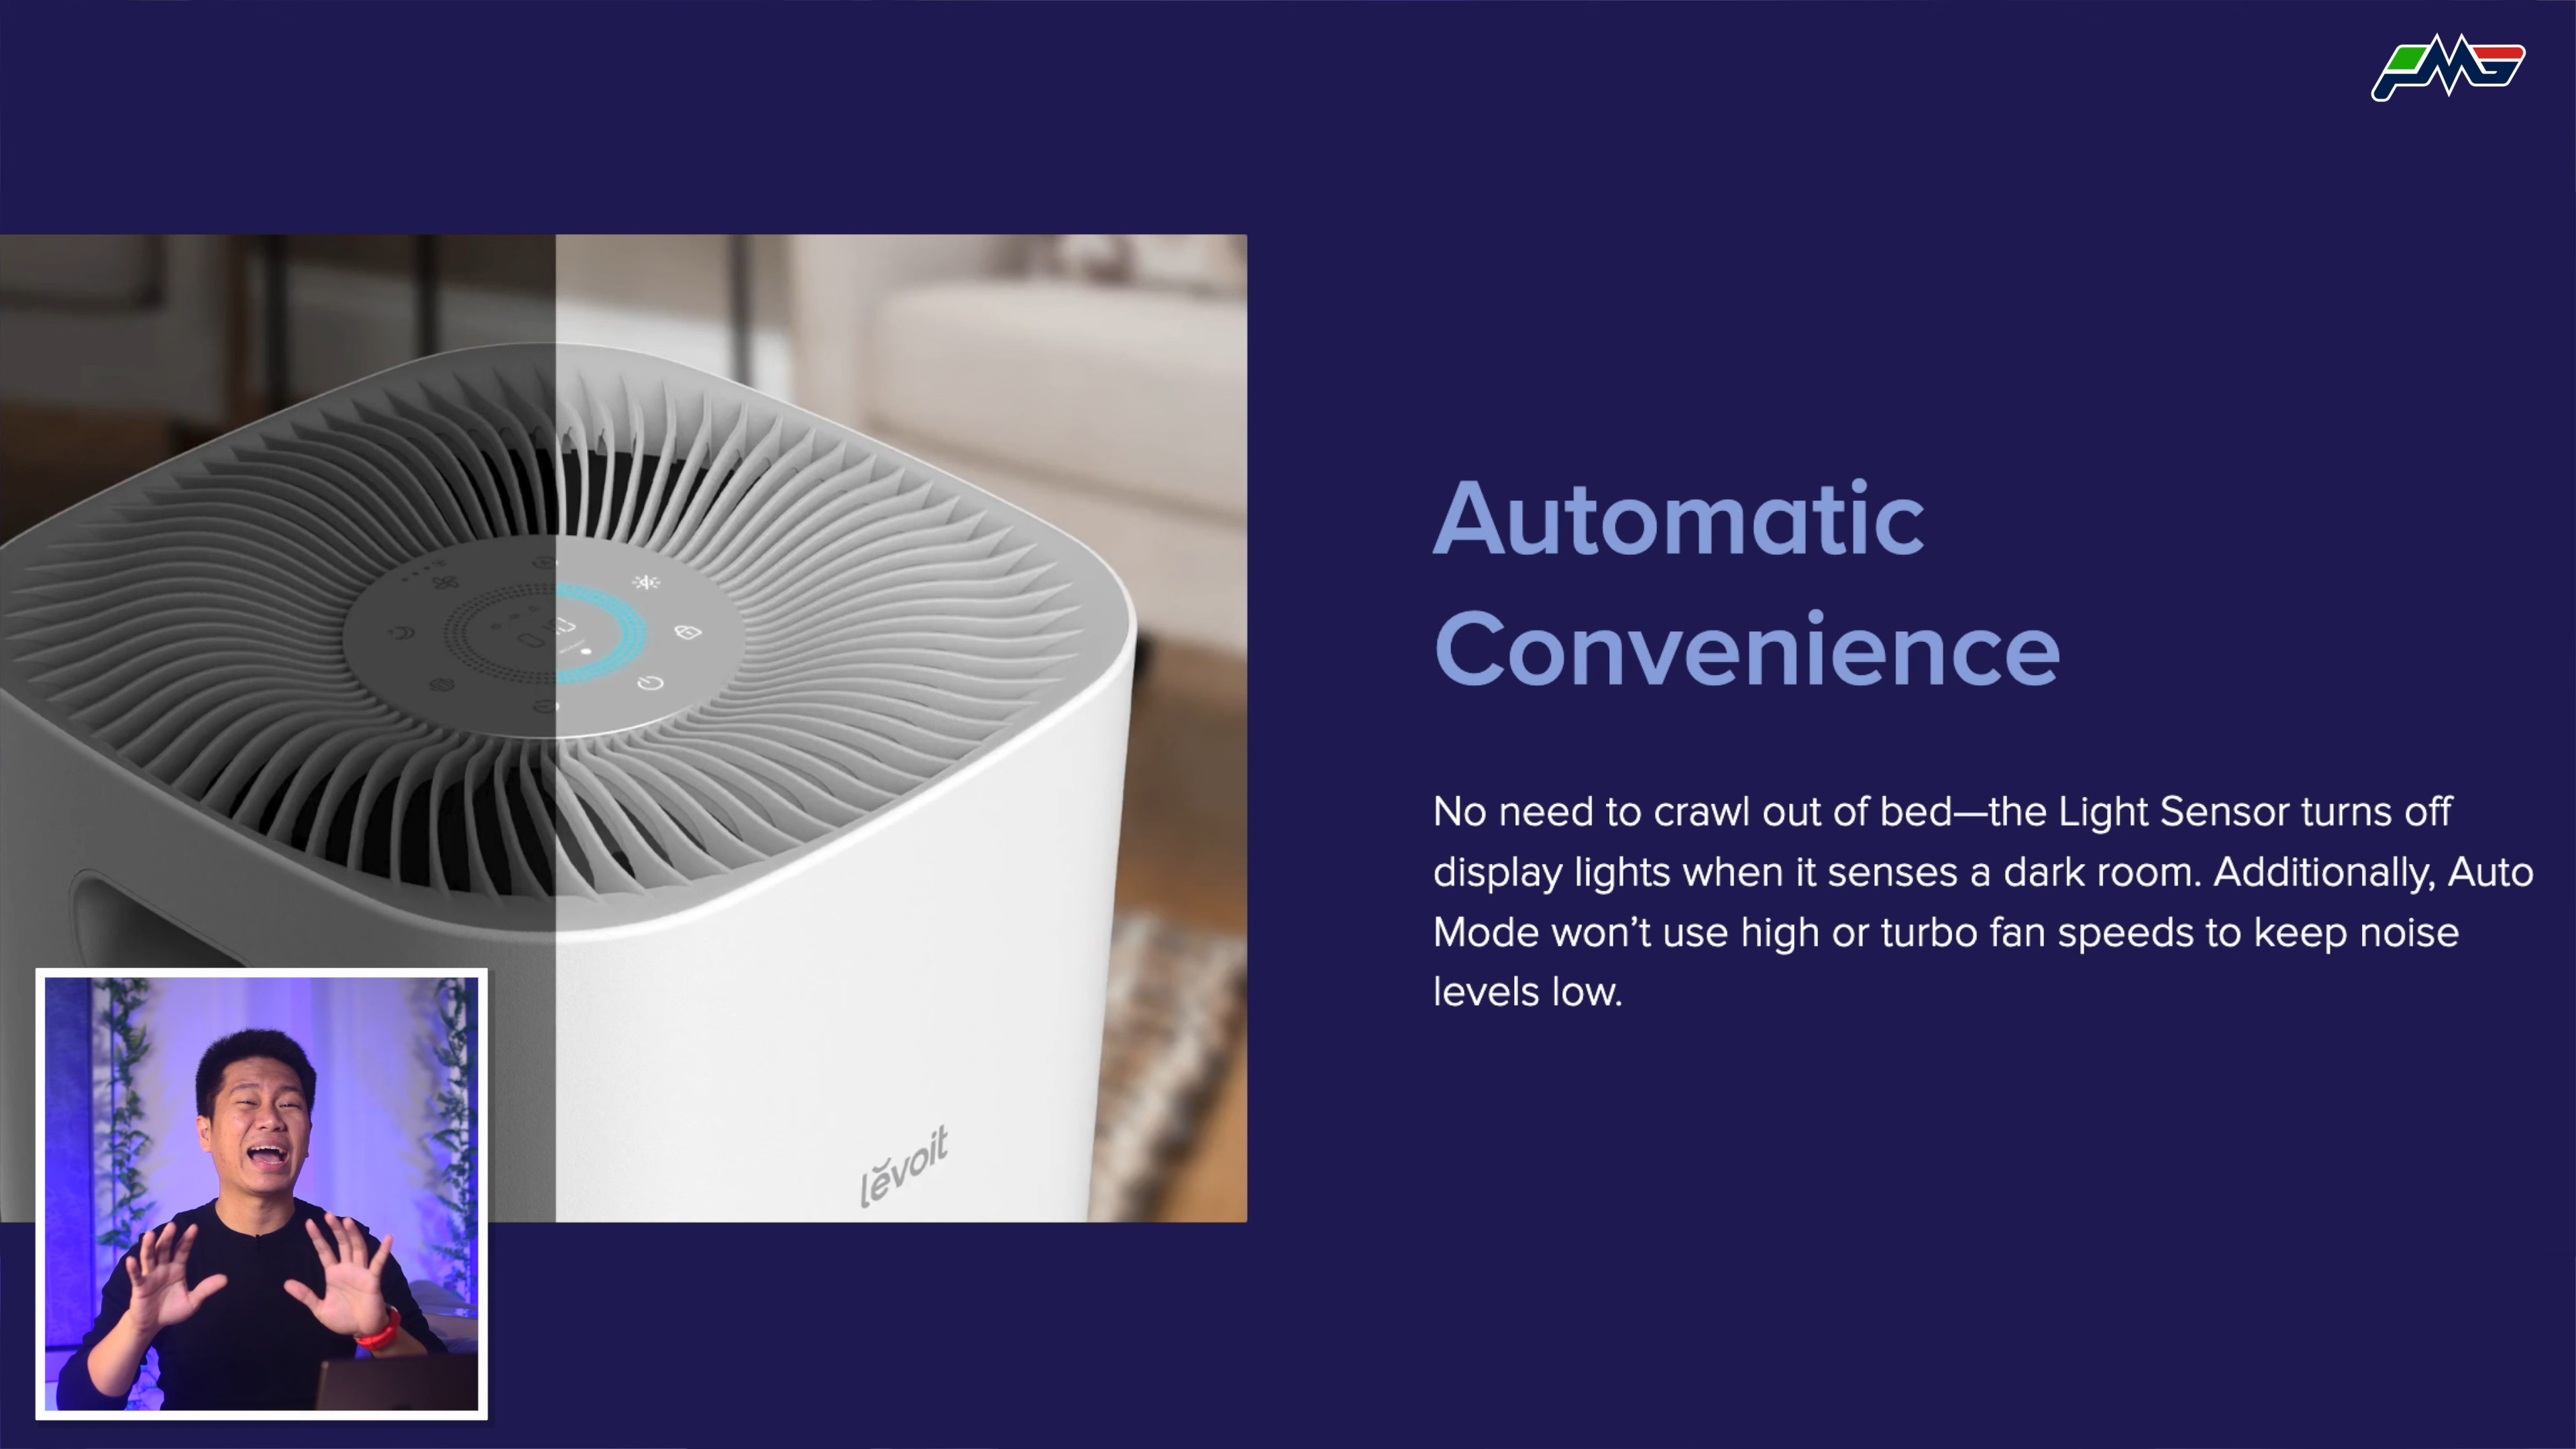 PMG
Automatic
Convenience
No need to crawl out of bed—the Light Sensor turns off
display lights when it senses a dark room. Additionally, Auto
Mode won’t use high or turbo fan speeds to keep noise
levels low.
levoit